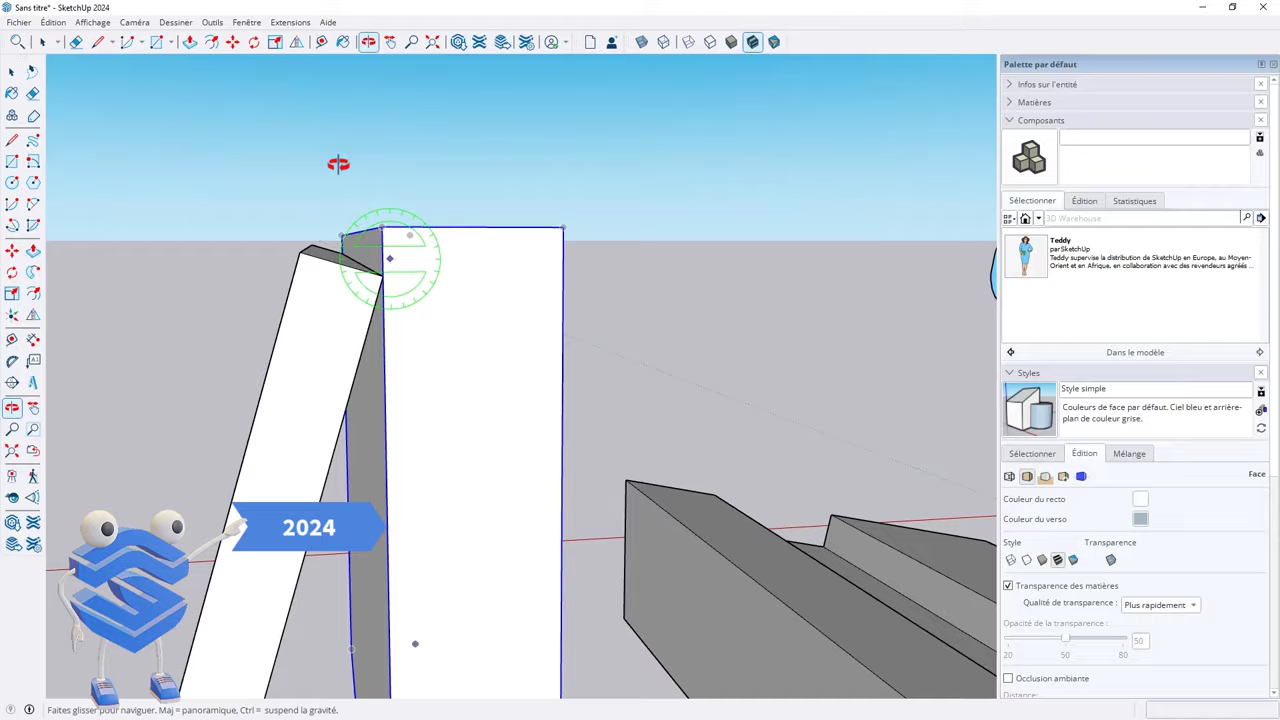 Sans titre* - SketchUp 2024
Fichier Édition Affichage Caméra Dessiner Outils Fenêtre Extensions Aide
Palette par défaut
Infos sur l'entité
Matières
Composants
Sélectionner Édition Statistiques
3D Warehouse
Teddy
par SketchUp
Teddy supervise la distribution de SketchUp en Europe, au Moyen-
Orient et en Afrique, en collaboration avec des revendeurs agréés ...
Dans le modèle
Styles
Style simple
Couleurs de face par défaut. Ciel bleu et arrière-
plan de couleur grise.
Sélectionner Édition Mélange
Face
Couleur du recto
Couleur du verso
Style Transparence
Transparence des matières
Qualité de transparence : Plus rapidement
Opacité de la transparence :
50
20 50 80
Occlusion ambiante
Distance:
2024
Faites glisser pour naviguer. Maj = panoramique, Ctrl = suspend la gravité.